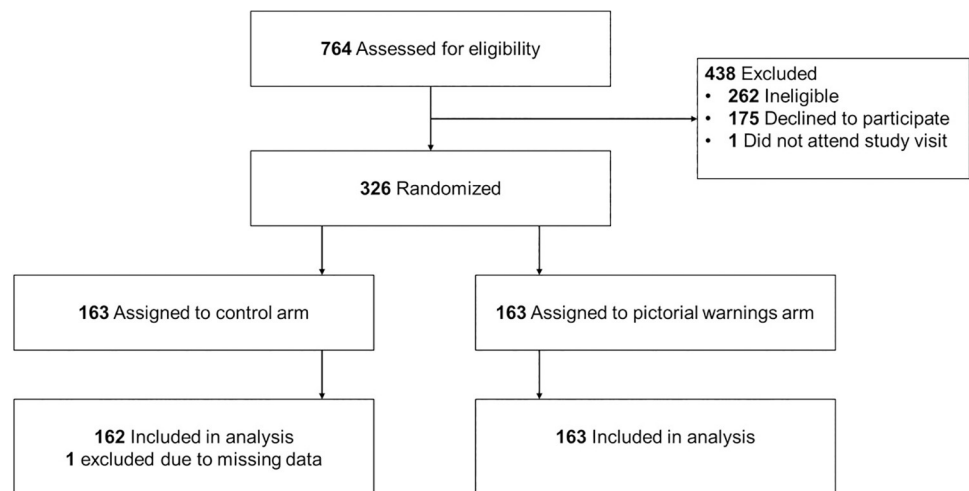 764 Assessed for eligibility
438 Excluded
• 262 Ineligible
• 175 Declined to participate
• 1 Did not attend study visit
326 Randomized
163 Assigned to control arm
163 Assigned to pictorial warnings arm
162 Included in analysis
1 excluded due to missing data
163 Included in analysis